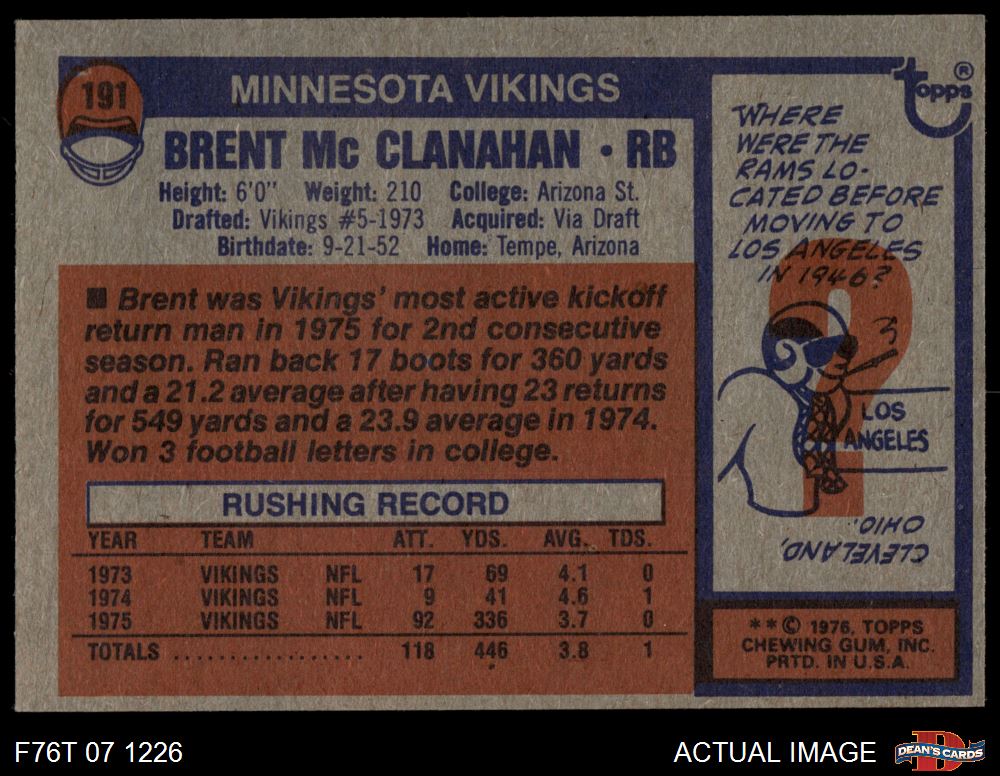 191
MINNESOTA VIKINGS
BRENT Mc CLANAHAN • RB
Height: 6'0" Weight: 210 College: Arizona St.
Drafted: Vikings #5-1973 Acquired: Via Draft
Birthdate: 9-21-52 Home: Tempe, Arizona
■ Brent was Vikings' most active kickoff
return man in 1975 for 2nd consecutive
season. Ran back 17 boots for 360 yards
and a 21.2 average after having 23 returns
for 549 yards and a 23.9 average in 1974.
Won 3 football letters in college.
RUSHING RECORD
YEAR TEAM ATT. YDS. AVG. TDS.
1973 VIKINGS NFL 17 69 4.1 0
1974 VIKINGS NFL 9 41 4.6 1
1975 VIKINGS NFL 92 336 3.7 0
TOTALS .................. 118 446 3.8 1
topps®
WHERE
WERE THE
RAMS LO-
CATED BEFORE
MOVING TO
LOS ANGELES
IN 1946?
?
LOS
ANGELES
CLEVELAND,
OHIO.
**© 1976, TOPPS
CHEWING GUM, INC.
PRTD. IN U.S.A.
F76T 07 1226
ACTUAL IMAGE
DEAN'S CARDS